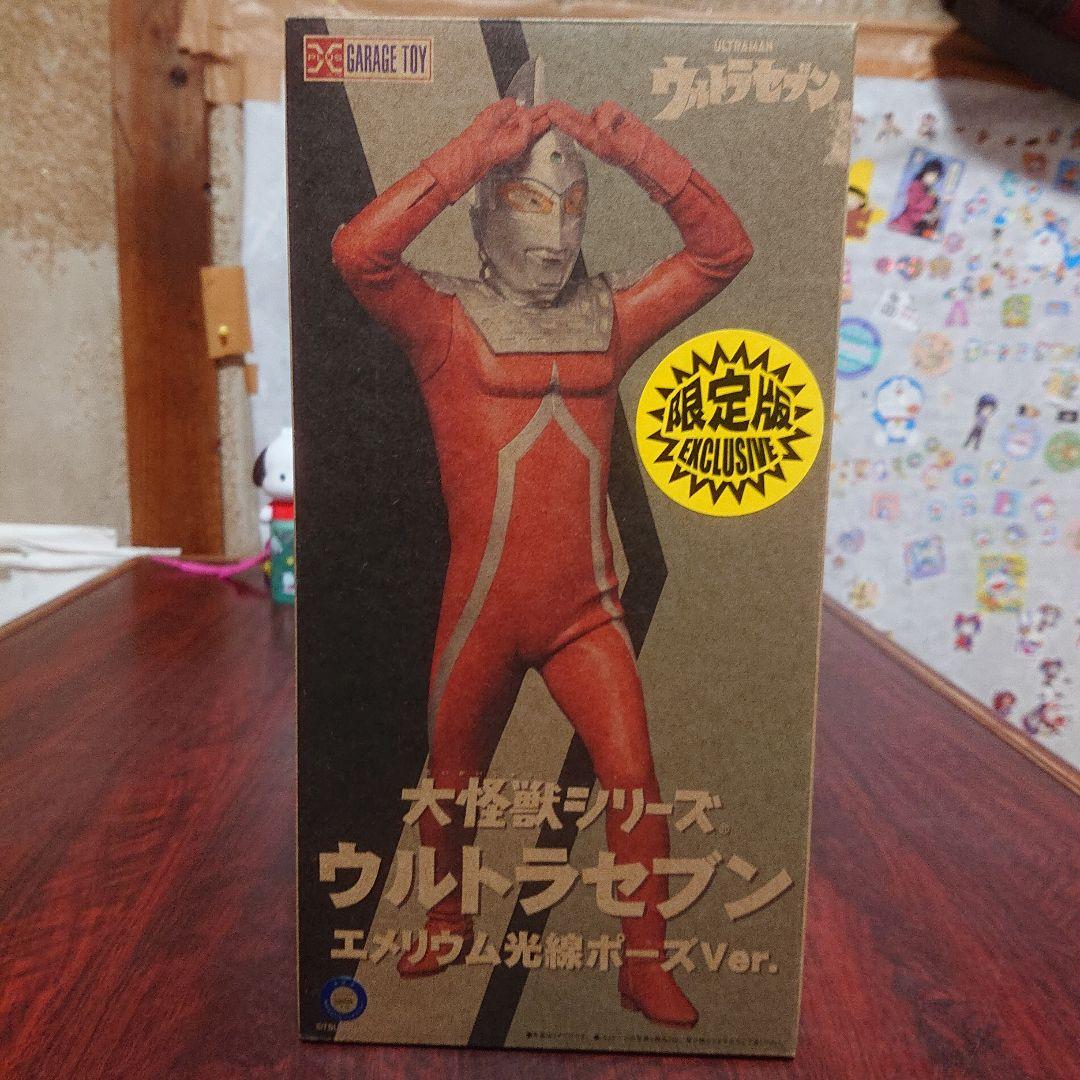 X PLUS
GARAGE TOY
ULTRAMAN
ウルトラセブン
限定版
EXCLUSIVE
大怪獣シリーズ®
ウルトラセブン
エメリウム光線ポーズVer.